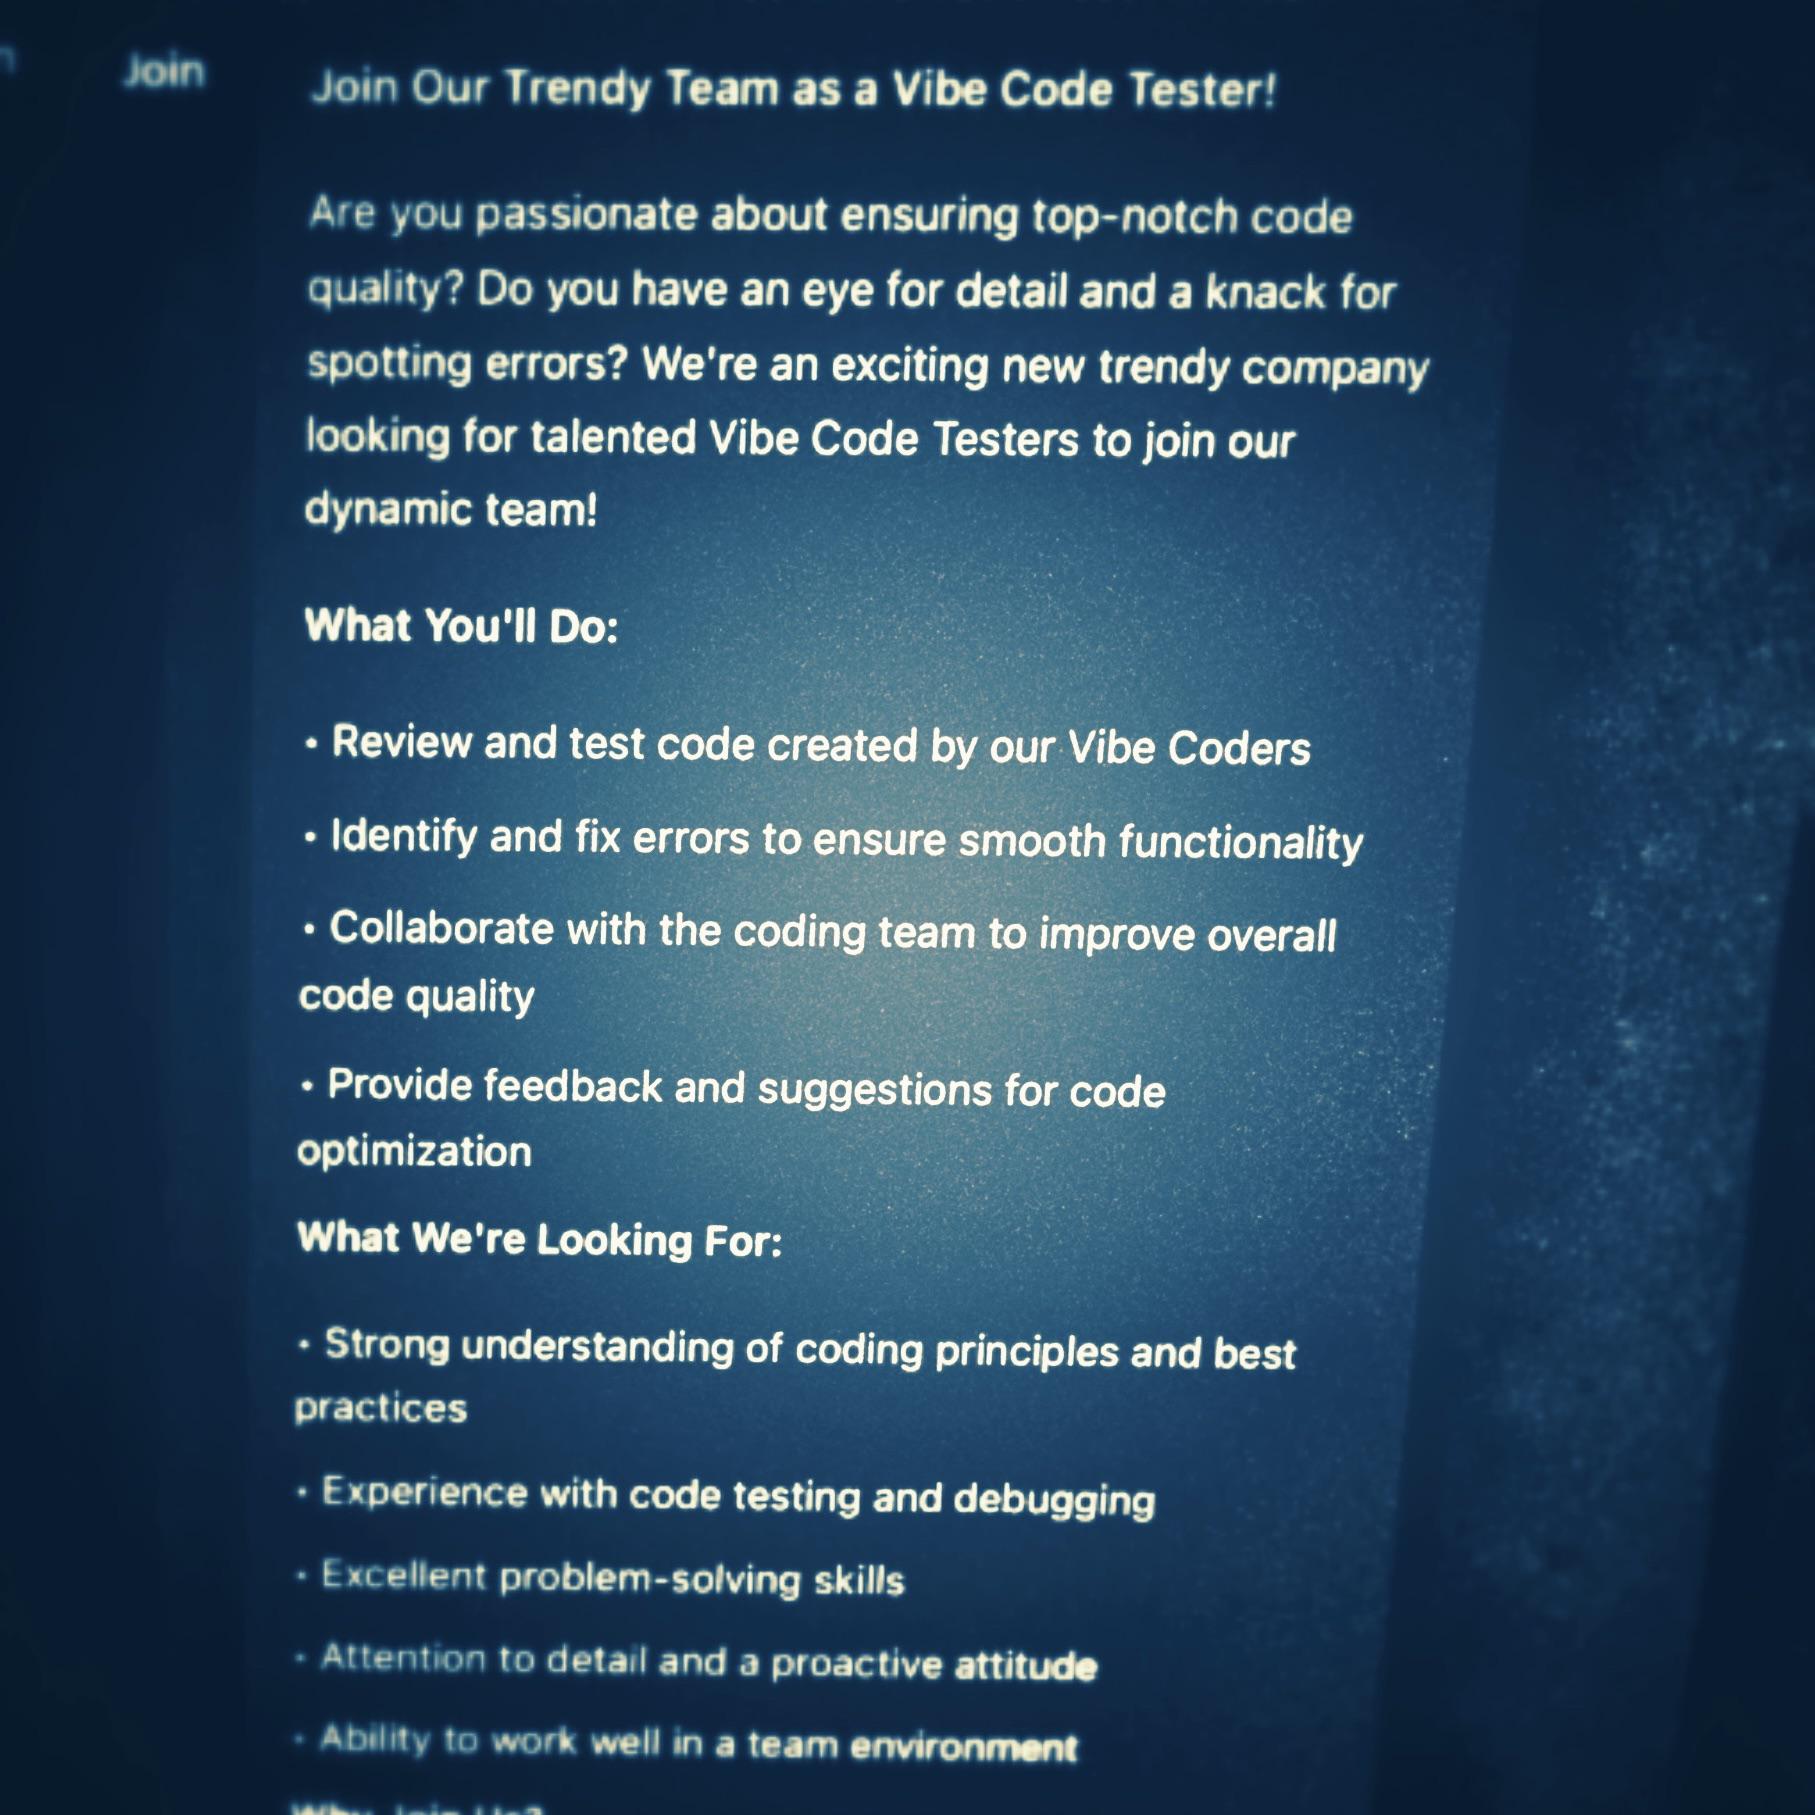 Join
Join Our Trendy Team as a Vibe Code Tester!
Are you passionate about ensuring top-notch code
quality? Do you have an eye for detail and a knack for
spotting errors? We're an exciting new trendy company
looking for talented Vibe Code Testers to join our
dynamic team!
What You'll Do:
• Review and test code created by our Vibe Coders
• Identify and fix errors to ensure smooth functionality
• Collaborate with the coding team to improve overall
code quality
• Provide feedback and suggestions for code
optimization
What We're Looking For:
• Strong understanding of coding principles and best
practices
• Experience with code testing and debugging
• Excellent problem-solving skills
• Attention to detail and a proactive attitude
• Ability to work well in a team environment
Why Join Us?